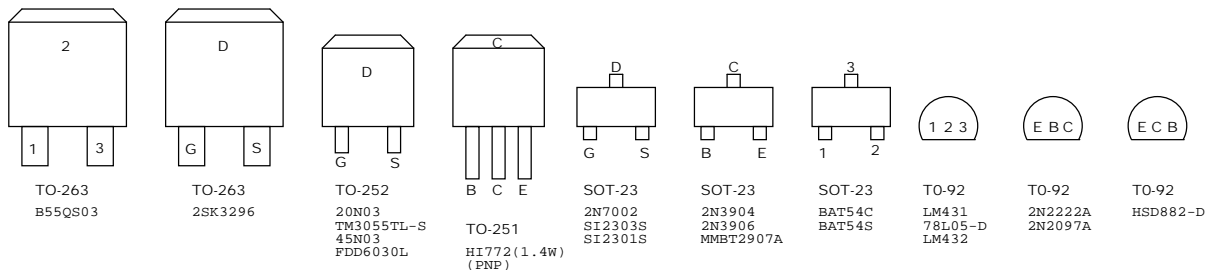 2
1
3
TO-263
B55QS03
D
G
S
TO-263
2SK3296
D
G
S
TO-252
20N03
TM3055TL-S
45N03
FDD6030L
C
B C E
TO-251
HI772(1.4W)
(PNP)
D
G
S
SOT-23
2N7002
SI2303S
SI2301S
C
B
E
SOT-23
2N3904
2N3906
MMBT2907A
3
1
2
SOT-23
BAT54C
BAT54S
1 2 3
T0-92
LM431
78L05-D
LM432
E B C
T0-92
2N2222A
2N2097A
E C B
T0-92
HSD882-D